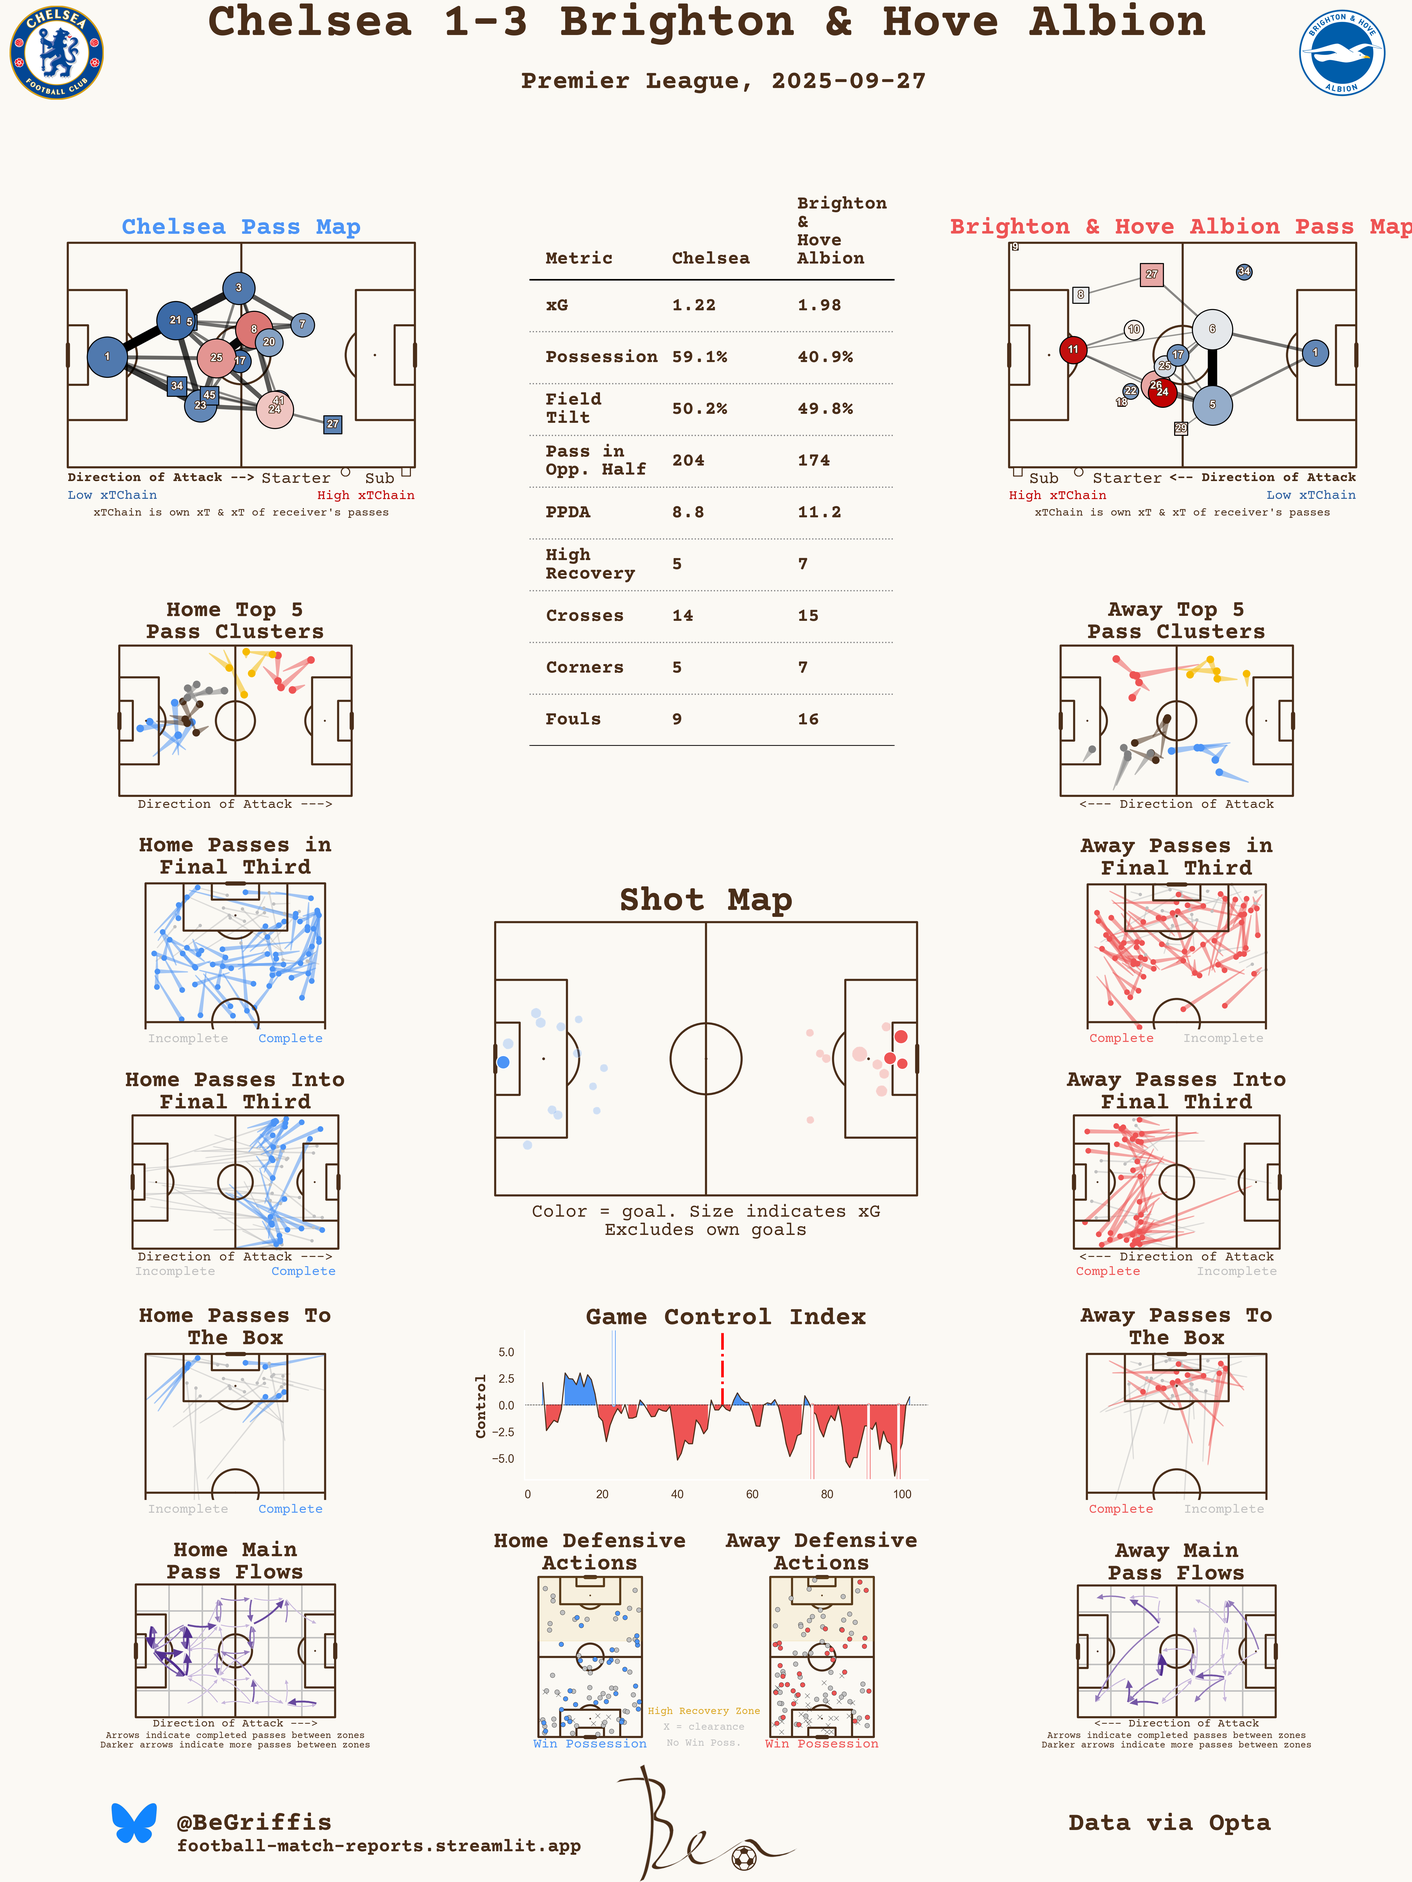 Chelsea 1-3 Brighton & Hove Albion
Premier League, 2025-09-27
CHELSEA
FOOTBALL CLUB
BRIGHTON & HOVE
ALBION
Chelsea Pass Map
3
21
5
8
7
20
1
25
17
34
45
23
41
24
27
Direction of Attack --> Starter Sub
Low xTChain High xTChain
xTChain is own xT & xT of receiver's passes
Metric Chelsea Brighton & Hove Albion
xG 1.22 1.98
Possession 59.1% 40.9%
Field Tilt 50.2% 49.8%
Pass in Opp. Half 204 174
PPDA 8.8 11.2
High Recovery 5 7
Crosses 14 15
Corners 5 7
Fouls 9 16
Brighton & Hove Albion Pass Map
9
27
34
8
10
6
11
17
1
25
26
22
24
18
5
29
Sub Starter <-- Direction of Attack
High xTChain Low xTChain
xTChain is own xT & xT of receiver's passes
Home Top 5
Pass Clusters
Direction of Attack --->
Away Top 5
Pass Clusters
<--- Direction of Attack
Home Passes in
Final Third
Incomplete Complete
Away Passes in
Final Third
Complete Incomplete
Shot Map
Color = goal. Size indicates xG
Excludes own goals
Home Passes Into
Final Third
Direction of Attack --->
Incomplete Complete
Away Passes Into
Final Third
<--- Direction of Attack
Complete Incomplete
Home Passes To
The Box
Incomplete Complete
Game Control Index
Control
5.0
2.5
0.0
−2.5
−5.0
0 20 40 60 80 100
Away Passes To
The Box
Complete Incomplete
Home Main
Pass Flows
Direction of Attack --->
Arrows indicate completed passes between zones
Darker arrows indicate more passes between zones
Home Defensive
Actions
Win Possession
High Recovery Zone
X = clearance
No Win Poss.
Away Defensive
Actions
Win Possession
Away Main
Pass Flows
<--- Direction of Attack
Arrows indicate completed passes between zones
Darker arrows indicate more passes between zones
@BeGriffis
football-match-reports.streamlit.app
Ben
Data via Opta